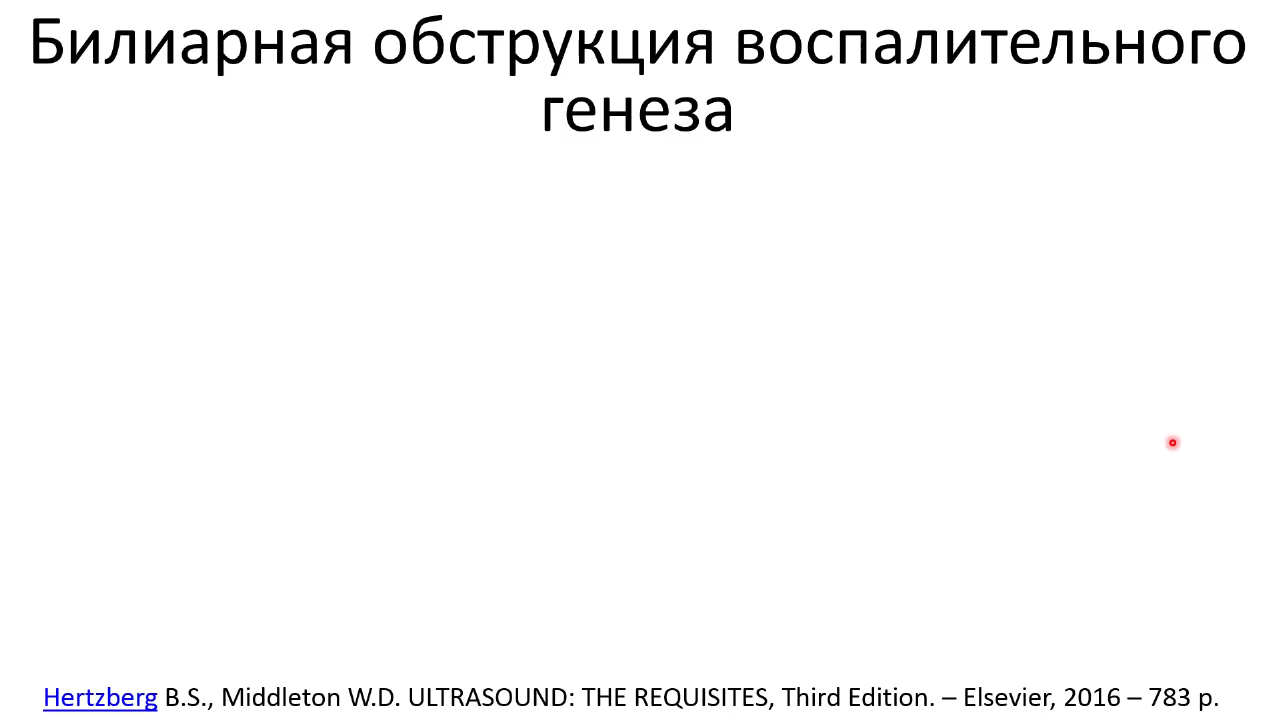 Билиарная обструкция воспалительного
генеза
Hertzberg B.S., Middleton W.D. ULTRASOUND: THE REQUISITES, Third Edition. – Elsevier, 2016 – 783 p.